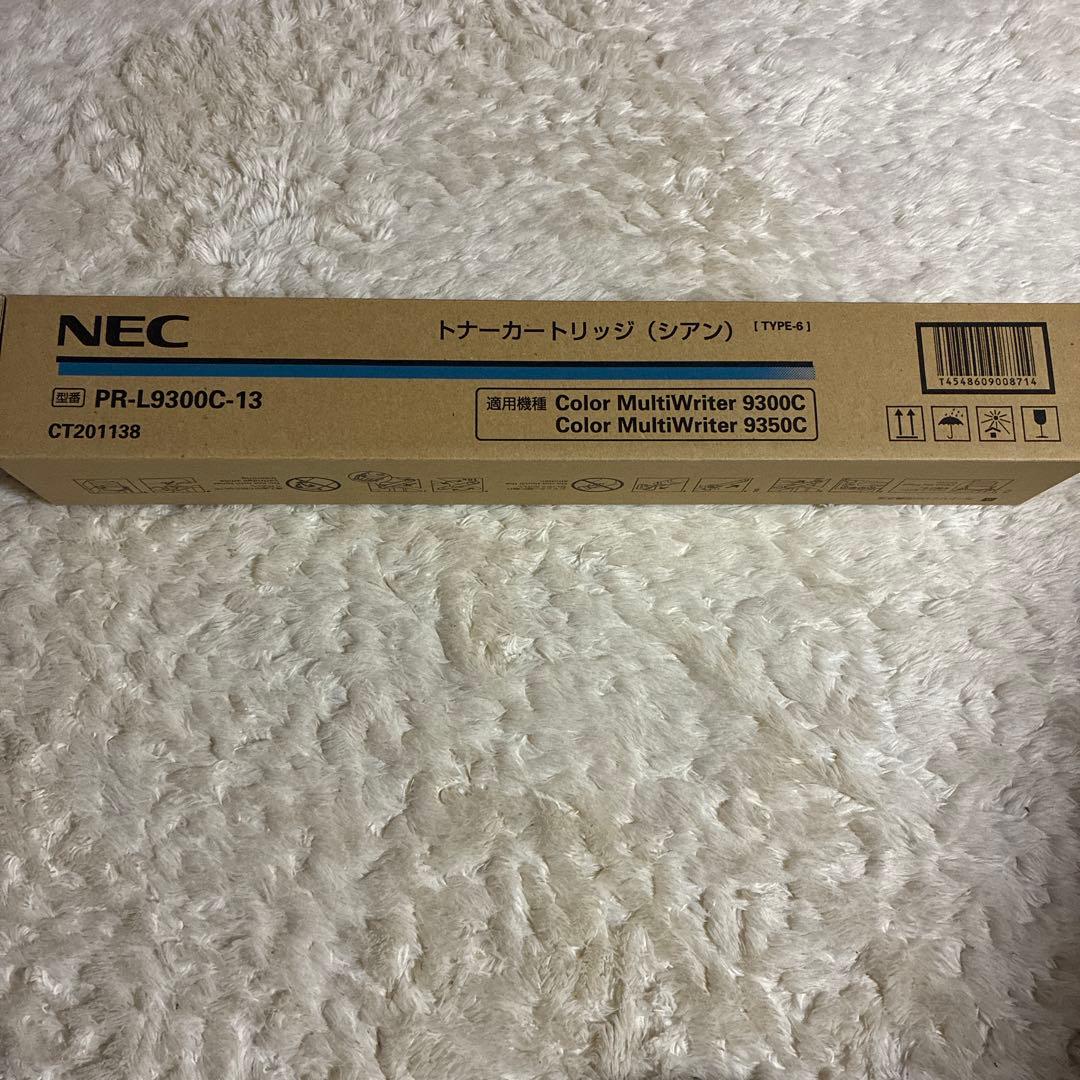 NEC
トナーカートリッジ（シアン） [ TYPE-6 ]
型番 PR-L9300C-13
CT201138
適用機種 Color MultiWriter 9300C
Color MultiWriter 9350C
T4548609008714